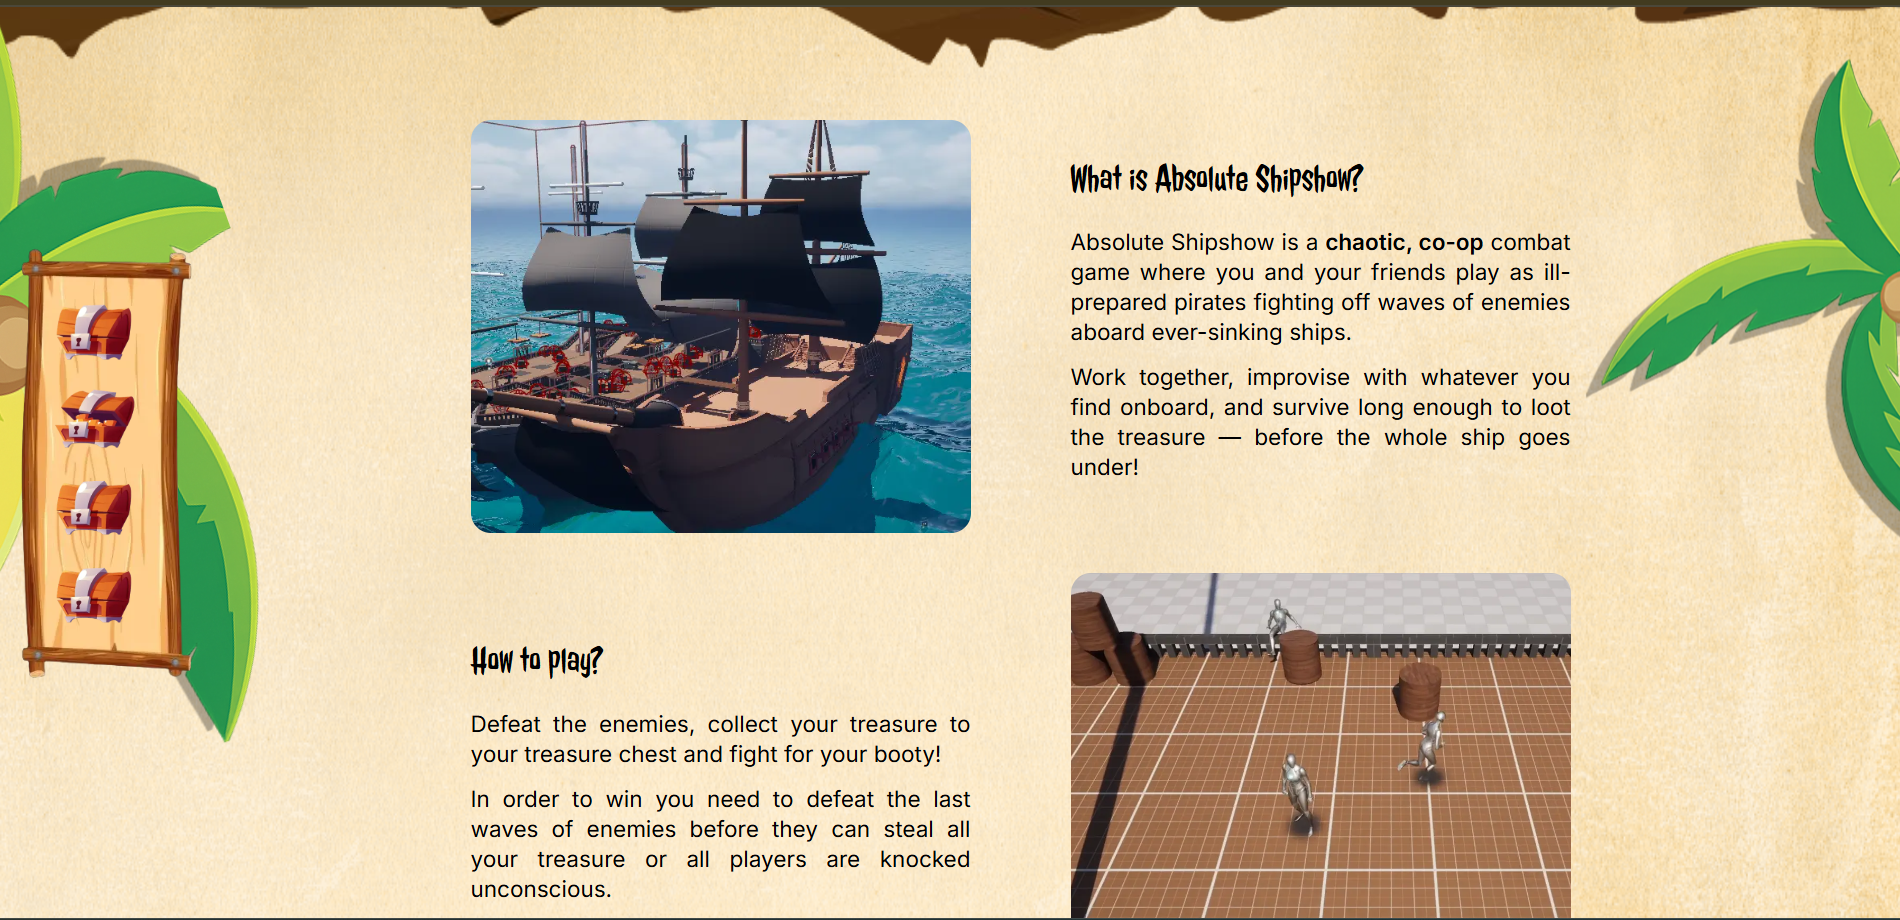 What is Absolute Shipshow?
Absolute Shipshow is a chaotic, co-op combat
game where you and your friends play as ill-
prepared pirates fighting off waves of enemies
aboard ever-sinking ships.
Work together, improvise with whatever you
find onboard, and survive long enough to loot
the treasure — before the whole ship goes
under!
How to play?
Defeat the enemies, collect your treasure to
your treasure chest and fight for your booty!
In order to win you need to defeat the last
waves of enemies before they can steal all
your treasure or all players are knocked
unconscious.